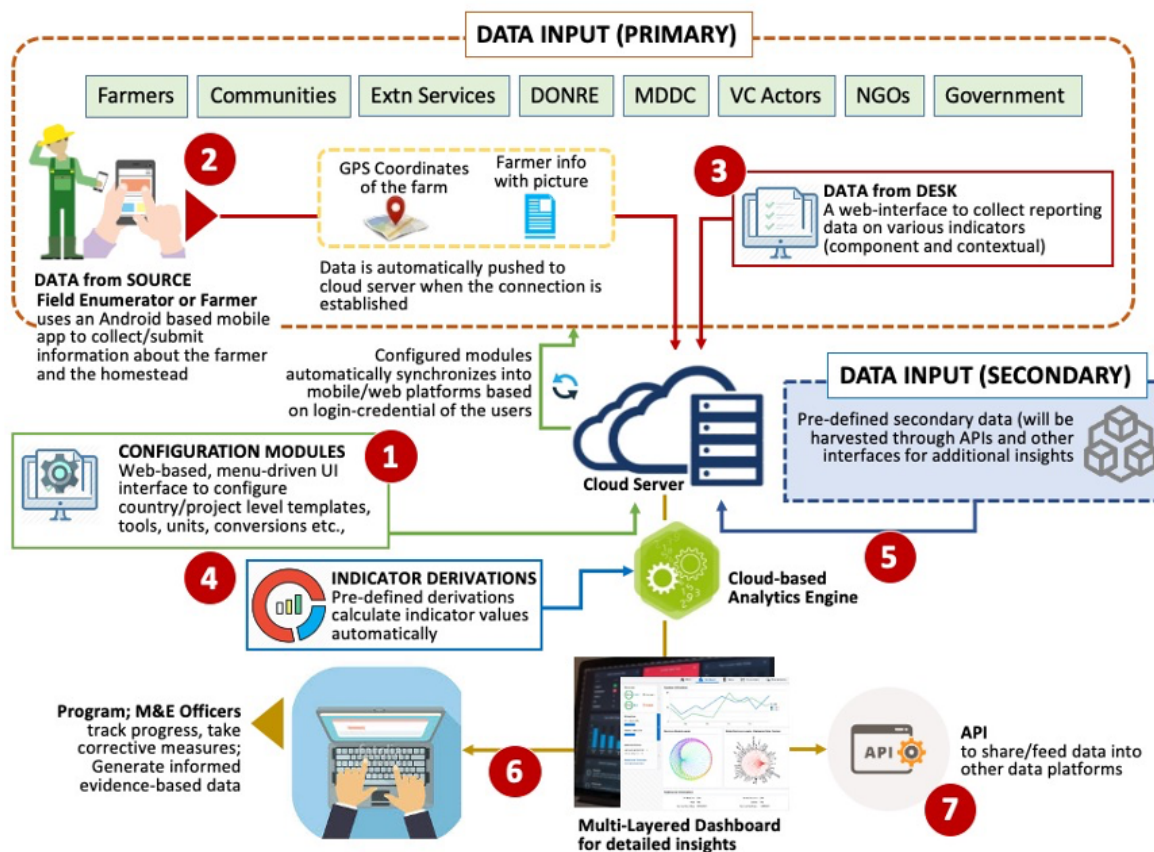 DATA INPUT (PRIMARY)
Farmers
Communities
Extn Services
DONRE
MDDC
VC Actors
NGOs
Government
2
GPS Coordinates
of the farm
Farmer info
with picture
Data is automatically pushed to
cloud server when the connection is
established
3
DATA from DESK
A web-interface to collect reporting
data on various indicators
(component and contextual)
DATA from SOURCE
Field Enumerator or Farmer
uses an Android based mobile
app to collect/submit
information about the farmer
and the homestead
Configured modules
automatically synchronizes into
mobile/web platforms based
on login-credential of the users
DATA INPUT (SECONDARY)
Pre-defined secondary data (will be
harvested through APIs and other
interfaces for additional insights
1
CONFIGURATION MODULES
Web-based, menu-driven UI
interface to configure
country/project level templates,
tools, units, conversions etc.,
Cloud Server
5
4
INDICATOR DERIVATIONS
Pre-defined derivations
calculate indicator values
automatically
Cloud-based
Analytics Engine
Program; M&E Officers
track progress, take
corrective measures;
Generate informed
evidence-based data
6
Multi-Layered Dashboard
for detailed insights
API
API
to share/feed data into
other data platforms
7